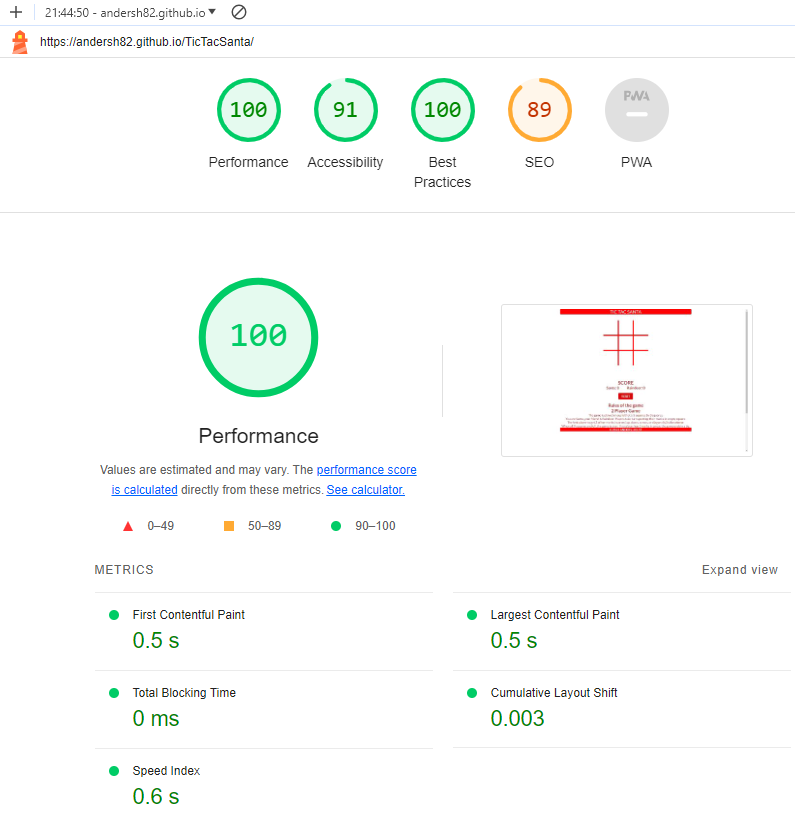 21:44:50 - andersh82.github.io
https://andersh82.github.io/TicTacSanta/
100 91 100 89 PWA
Performance Accessibility Best Practices SEO PWA
100
Performance
Values are estimated and may vary. The performance score
is calculated directly from these metrics. See calculator.
0–49 50–89 90–100
TIC TAC SANTA
SCORE
RESET
Rules of the game:
2 Player Game:
METRICS
Expand view
First Contentful Paint
0.5 s
Largest Contentful Paint
0.5 s
Total Blocking Time
0 ms
Cumulative Layout Shift
0.003
Speed Index
0.6 s